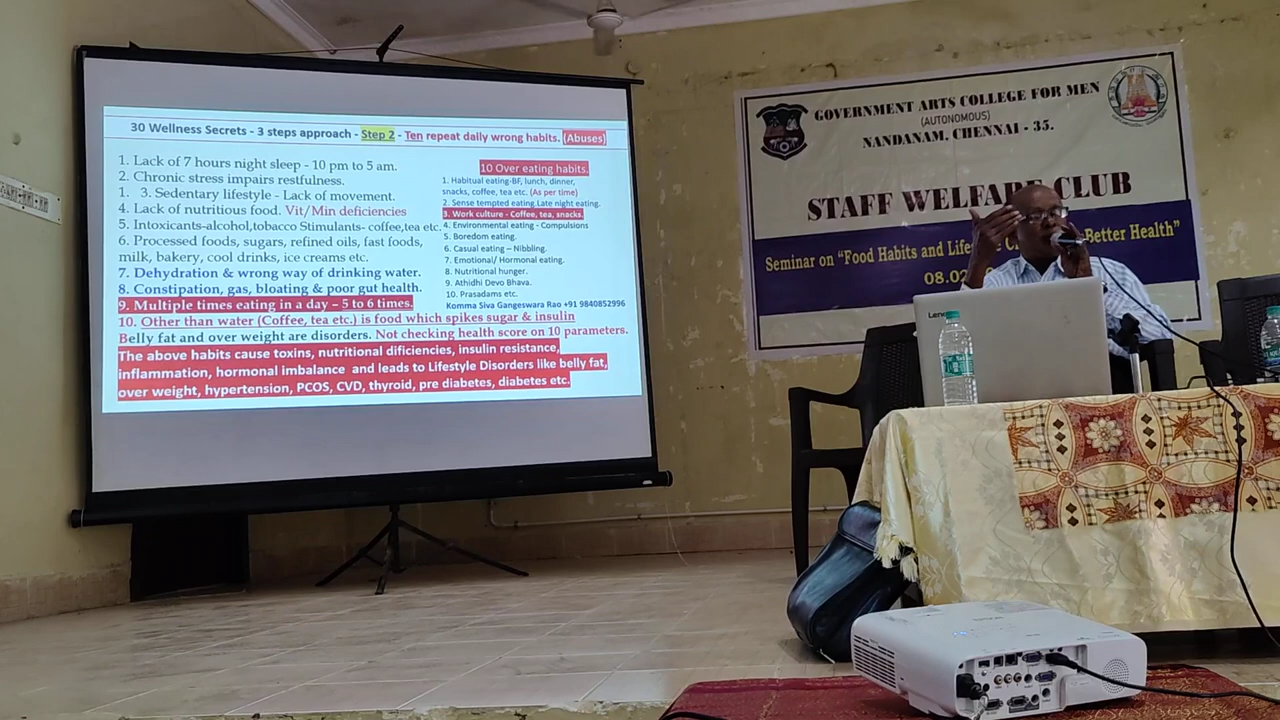 30 Wellness Secrets - 3 steps approach - Step 2 - Ten repeat daily wrong habits. (Abuses)
1. Lack of 7 hours night sleep - 10 pm to 5 am.
2. Chronic stress impairs restfulness.
1. 3. Sedentary lifestyle - Lack of movement.
4. Lack of nutritious food. Vit/Min deficiencies
5. Intoxicants-alcohol,tobacco Stimulants- coffee,tea etc.
6. Processed foods, sugars, refined oils, fast foods,
milk, bakery, cool drinks, ice creams etc.
7. Dehydration & wrong way of drinking water.
8. Constipation, gas, bloating & poor gut health.
9. Multiple times eating in a day – 5 to 6 times.
10. Other than water (Coffee, tea etc.) is food which spikes sugar & insulin
Belly fat and over weight are disorders. Not checking health score on 10 parameters.
The above habits cause toxins, nutritional dificiencies, insulin resistance,
inflammation, hormonal imbalance and leads to Lifestyle Disorders like belly fat,
over weight, hypertension, PCOS, CVD, thyroid, pre diabetes, diabetes etc.
10 Over eating habits.
1. Habitual eating-BF, lunch, dinner,
snacks, coffee, tea etc. (As per time)
2. Sense tempted eating.Late night eating.
3. Work culture - Coffee, tea, snacks.
4. Environmental eating - Compulsions
5. Boredom eating.
6. Casual eating – Nibbling.
7. Emotional/ Hormonal eating.
8. Nutritional hunger.
9. Athidhi Devo Bhava.
10. Prasadams etc.
Komma Siva Gangeswara Rao +91 9840852996
GOVERNMENT ARTS COLLEGE FOR MEN
(AUTONOMOUS)
NANDANAM, CHENNAI - 35.
STAFF WELFARE CLUB
Seminar on "Food Habits and Better Health"
08.02
Leno